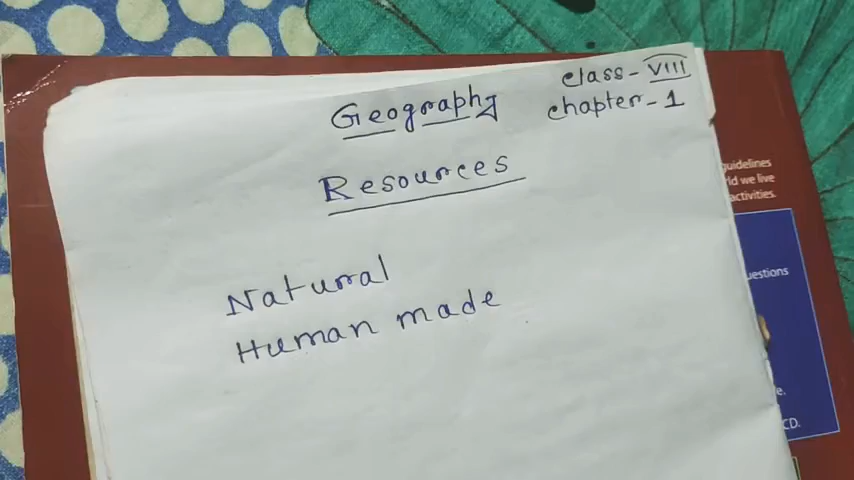 Geography
class - VIII
chapter - 1
Resources
Natural
Human made
uidelines
ld we live
activities.
uestions
e.
CD.